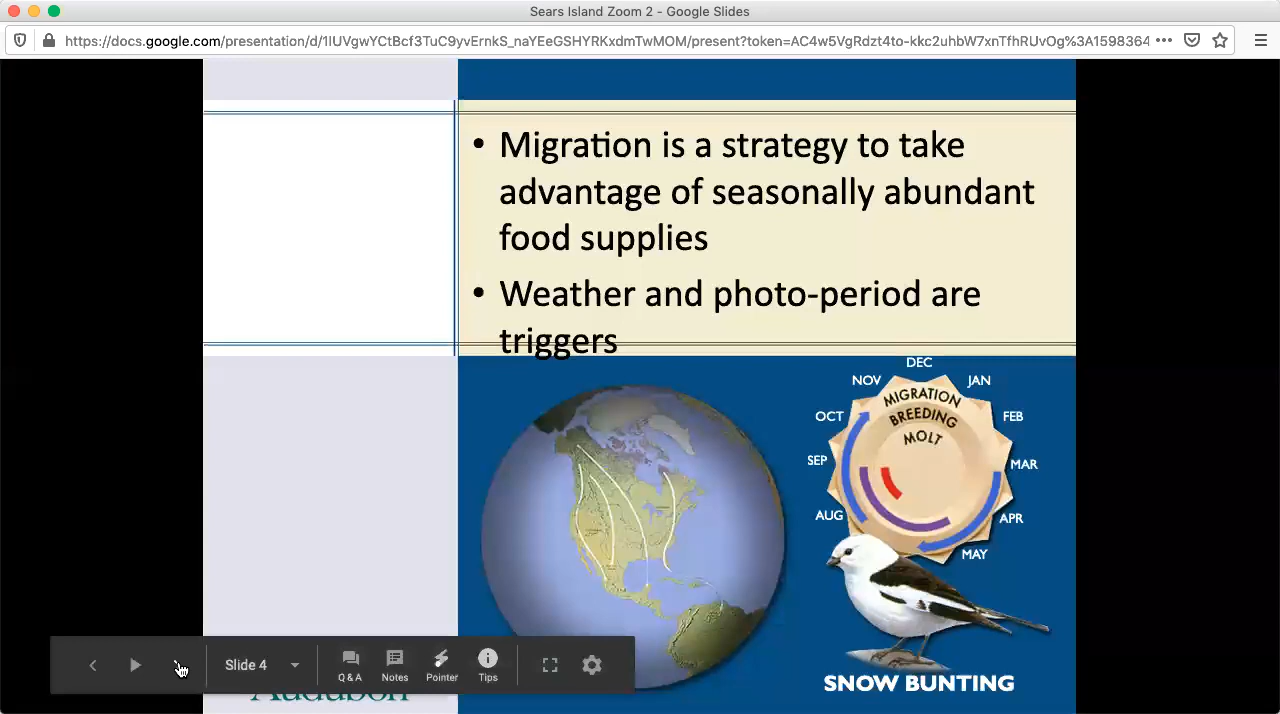 Sears Island Zoom 2 - Google Slides
https://docs.google.com/presentation/d/1IUVgwYCtBcf3TuC9yvErnkS_naYEeGSHYRKxdmTwMOM/present?token=AC4w5VgRdzt4to-kkc2uhbW7xnTfhRUvOg%3A1598364
• Migration is a strategy to take
advantage of seasonally abundant
food supplies
• Weather and photo-period are
triggers
DEC
NOV
JAN
MIGRATION
OCT
BREEDING
FEB
MOLT
SEP
MAR
AUG
APR
MAY
SNOW BUNTING
Slide 4
Q & A
Notes
Pointer
Tips
Audubon